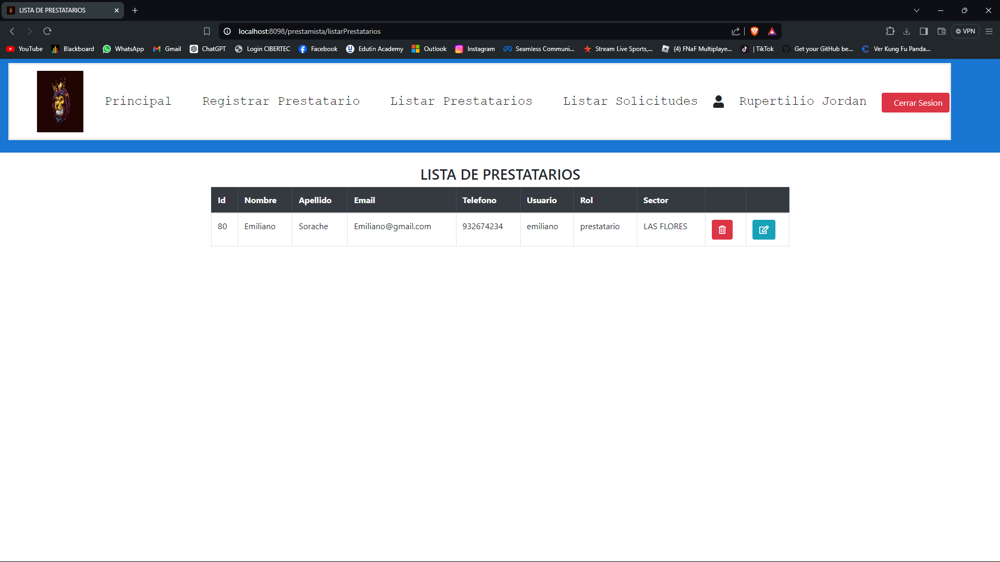 LISTA DE PRESTATARIOS
localhost:8098/prestamista/listarPrestatarios
VPN
YouTube Blackboard WhatsApp Gmail ChatGPT Login CIBERTEC Facebook Edutin Academy Outlook Instagram Seamless Communi... Stream Live Sports,... (4) FNaF Multiplaye... | TikTok Get your GitHub be... Ver Kung Fu Panda...
Principal Registrar Prestatario Listar Prestatarios Listar Solicitudes Rupertilio Jordan Cerrar Sesion
LISTA DE PRESTATARIOS
Id Nombre Apellido Email Telefono Usuario Rol Sector
80 Emiliano Sorache Emiliano@gmail.com 932674234 emiliano prestatario LAS FLORES